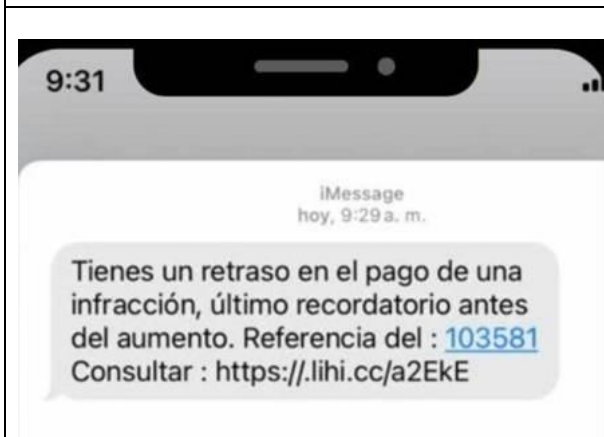 9:31
iMessage
hoy, 9:29 a. m.
Tienes un retraso en el pago de una
infracción, último recordatorio antes
del aumento. Referencia del : 103581
Consultar : https://.lihi.cc/a2EkE